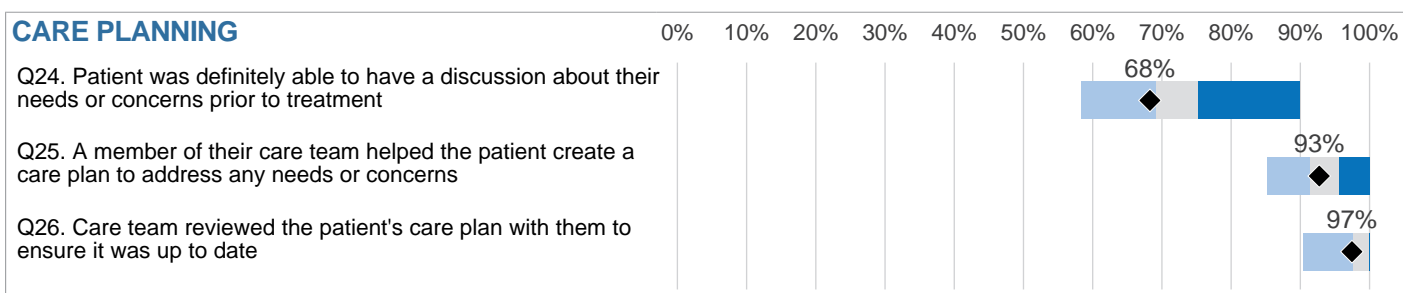 CARE PLANNING
0% 10% 20% 30% 40% 50% 60% 70% 80% 90% 100%
Q24. Patient was definitely able to have a discussion about their
needs or concerns prior to treatment
68%
Q25. A member of their care team helped the patient create a
care plan to address any needs or concerns
93%
Q26. Care team reviewed the patient's care plan with them to
ensure it was up to date
97%